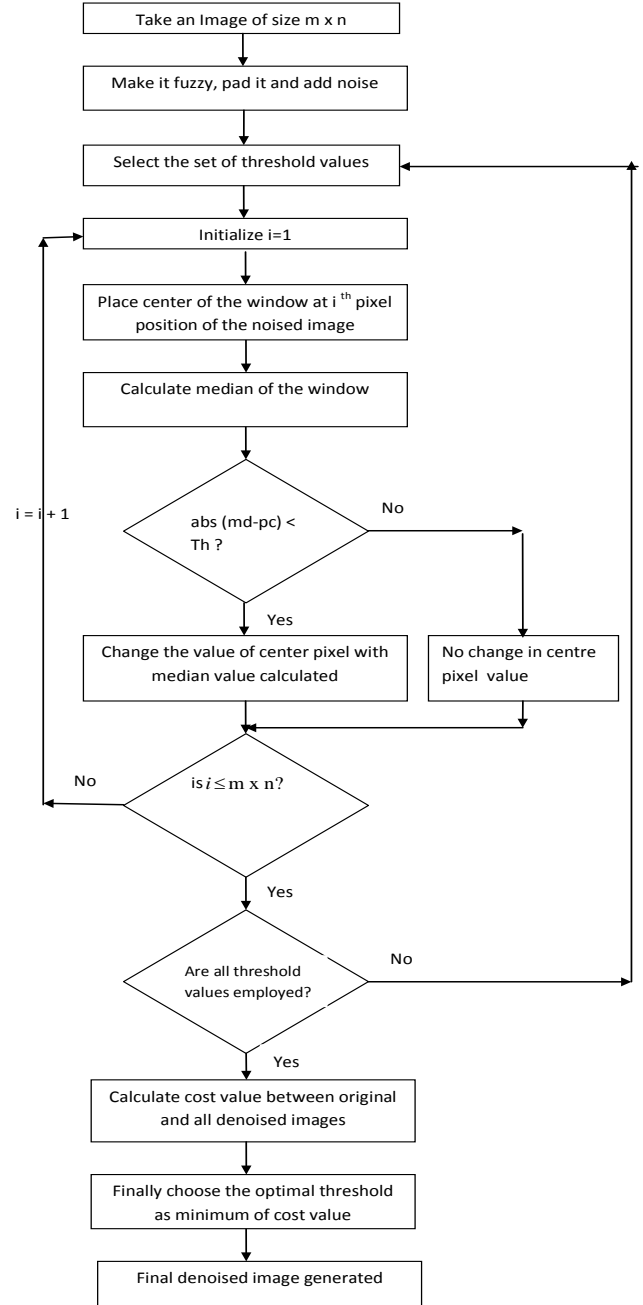 Take an Image of size m x n
Make it fuzzy, pad it and add noise
Select the set of threshold values
Initialize i=1
Place center of the window at i th pixel
position of the noised image
Calculate median of the window
i = i + 1
abs (md-pc) <
Th ?
No
Yes
Change the value of center pixel with
median value calculated
No change in centre
pixel value
is i ≤ m x n?
No
Yes
Are all threshold
values employed?
No
Yes
Calculate cost value between original
and all denoised images
Finally choose the optimal threshold
as minimum of cost value
Final denoised image generated